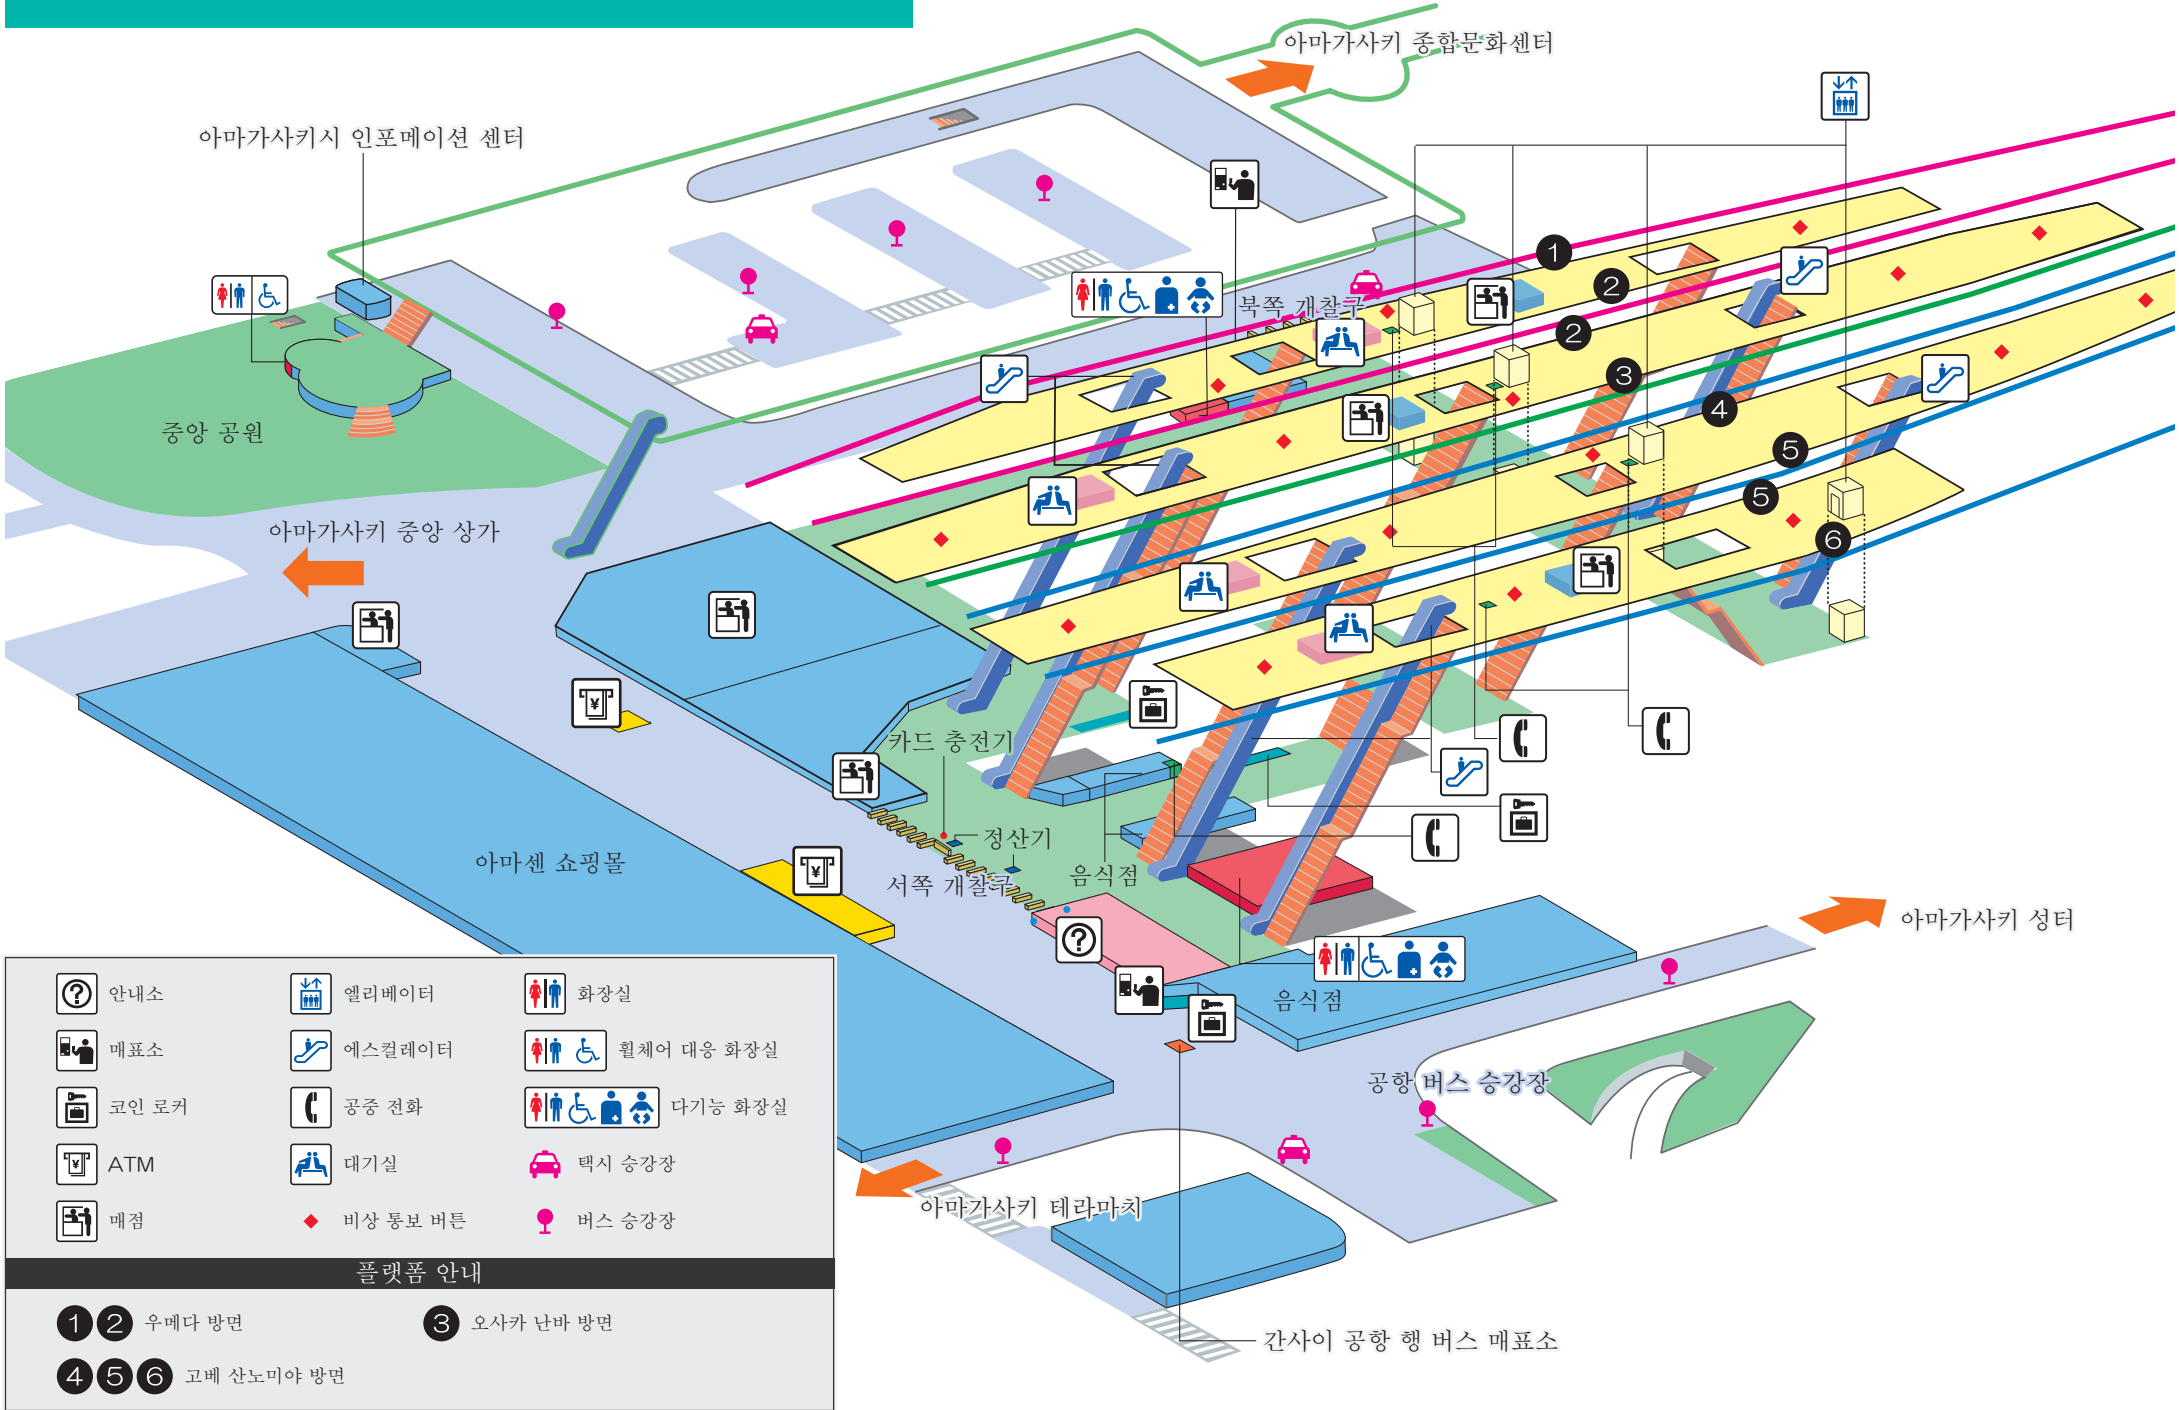 아마가사키 종합문화센터
아마가사키시 인포메이션 센터
북쪽 개찰구
1
2
2
3
4
5
5
6
중앙 공원
아마가사키 중앙 상가
카드 충전기
정산기
서쪽 개찰구
음식점
아마센 쇼핑몰
아마가사키 성터
음식점
공항 버스 승강장
아마가사키 테라마치
간사이 공항 행 버스 매표소
안내소
엘리베이터
화장실
매표소
에스컬레이터
휠체어 대응 화장실
코인 로커
공중 전화
다기능 화장실
ATM
대기실
택시 승강장
매점
비상 통보 버튼
버스 승강장
플랫폼 안내
1 2 우메다 방면
3 오사카 난바 방면
4 5 6 고베 산노미야 방면